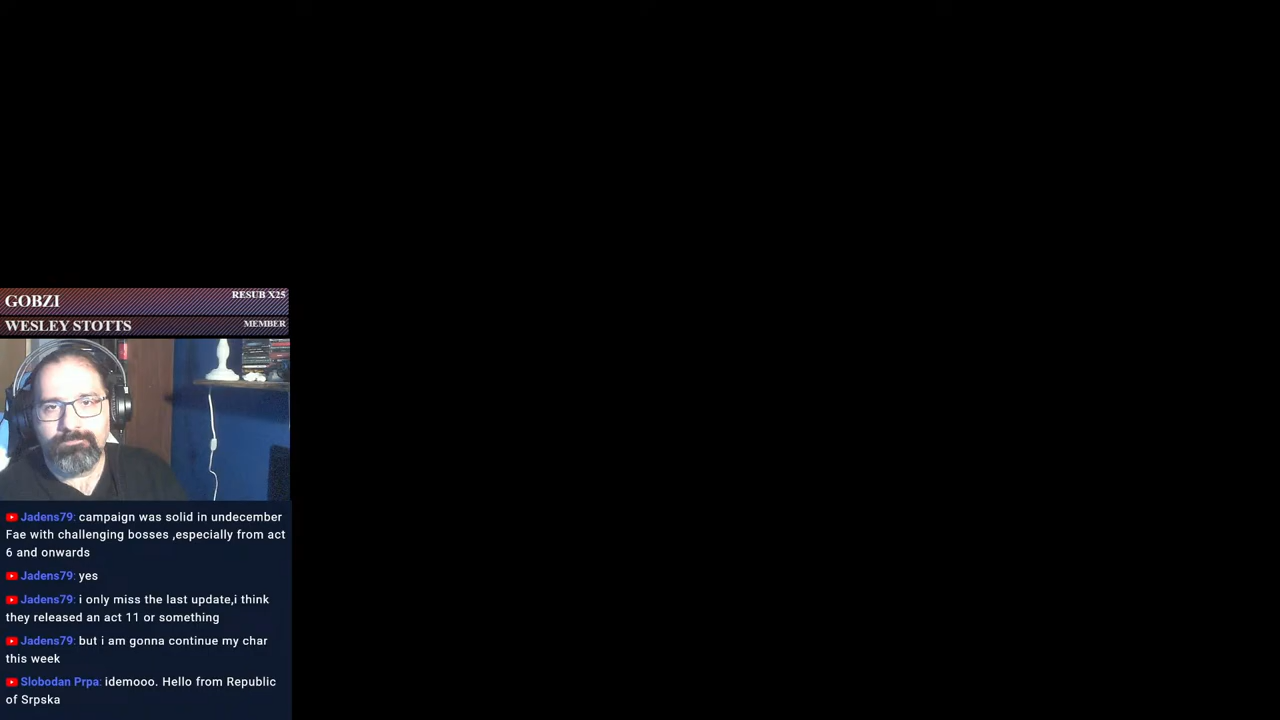 GOBZI RESUB X25
WESLEY STOTTS MEMBER
Jadens79: campaign was solid in undecember
Fae with challenging bosses ,especially from act
6 and onwards
Jadens79: yes
Jadens79: i only miss the last update,i think
they released an act 11 or something
Jadens79: but i am gonna continue my char
this week
Slobodan Prpa: idemooo. Hello from Republic
of Srpska